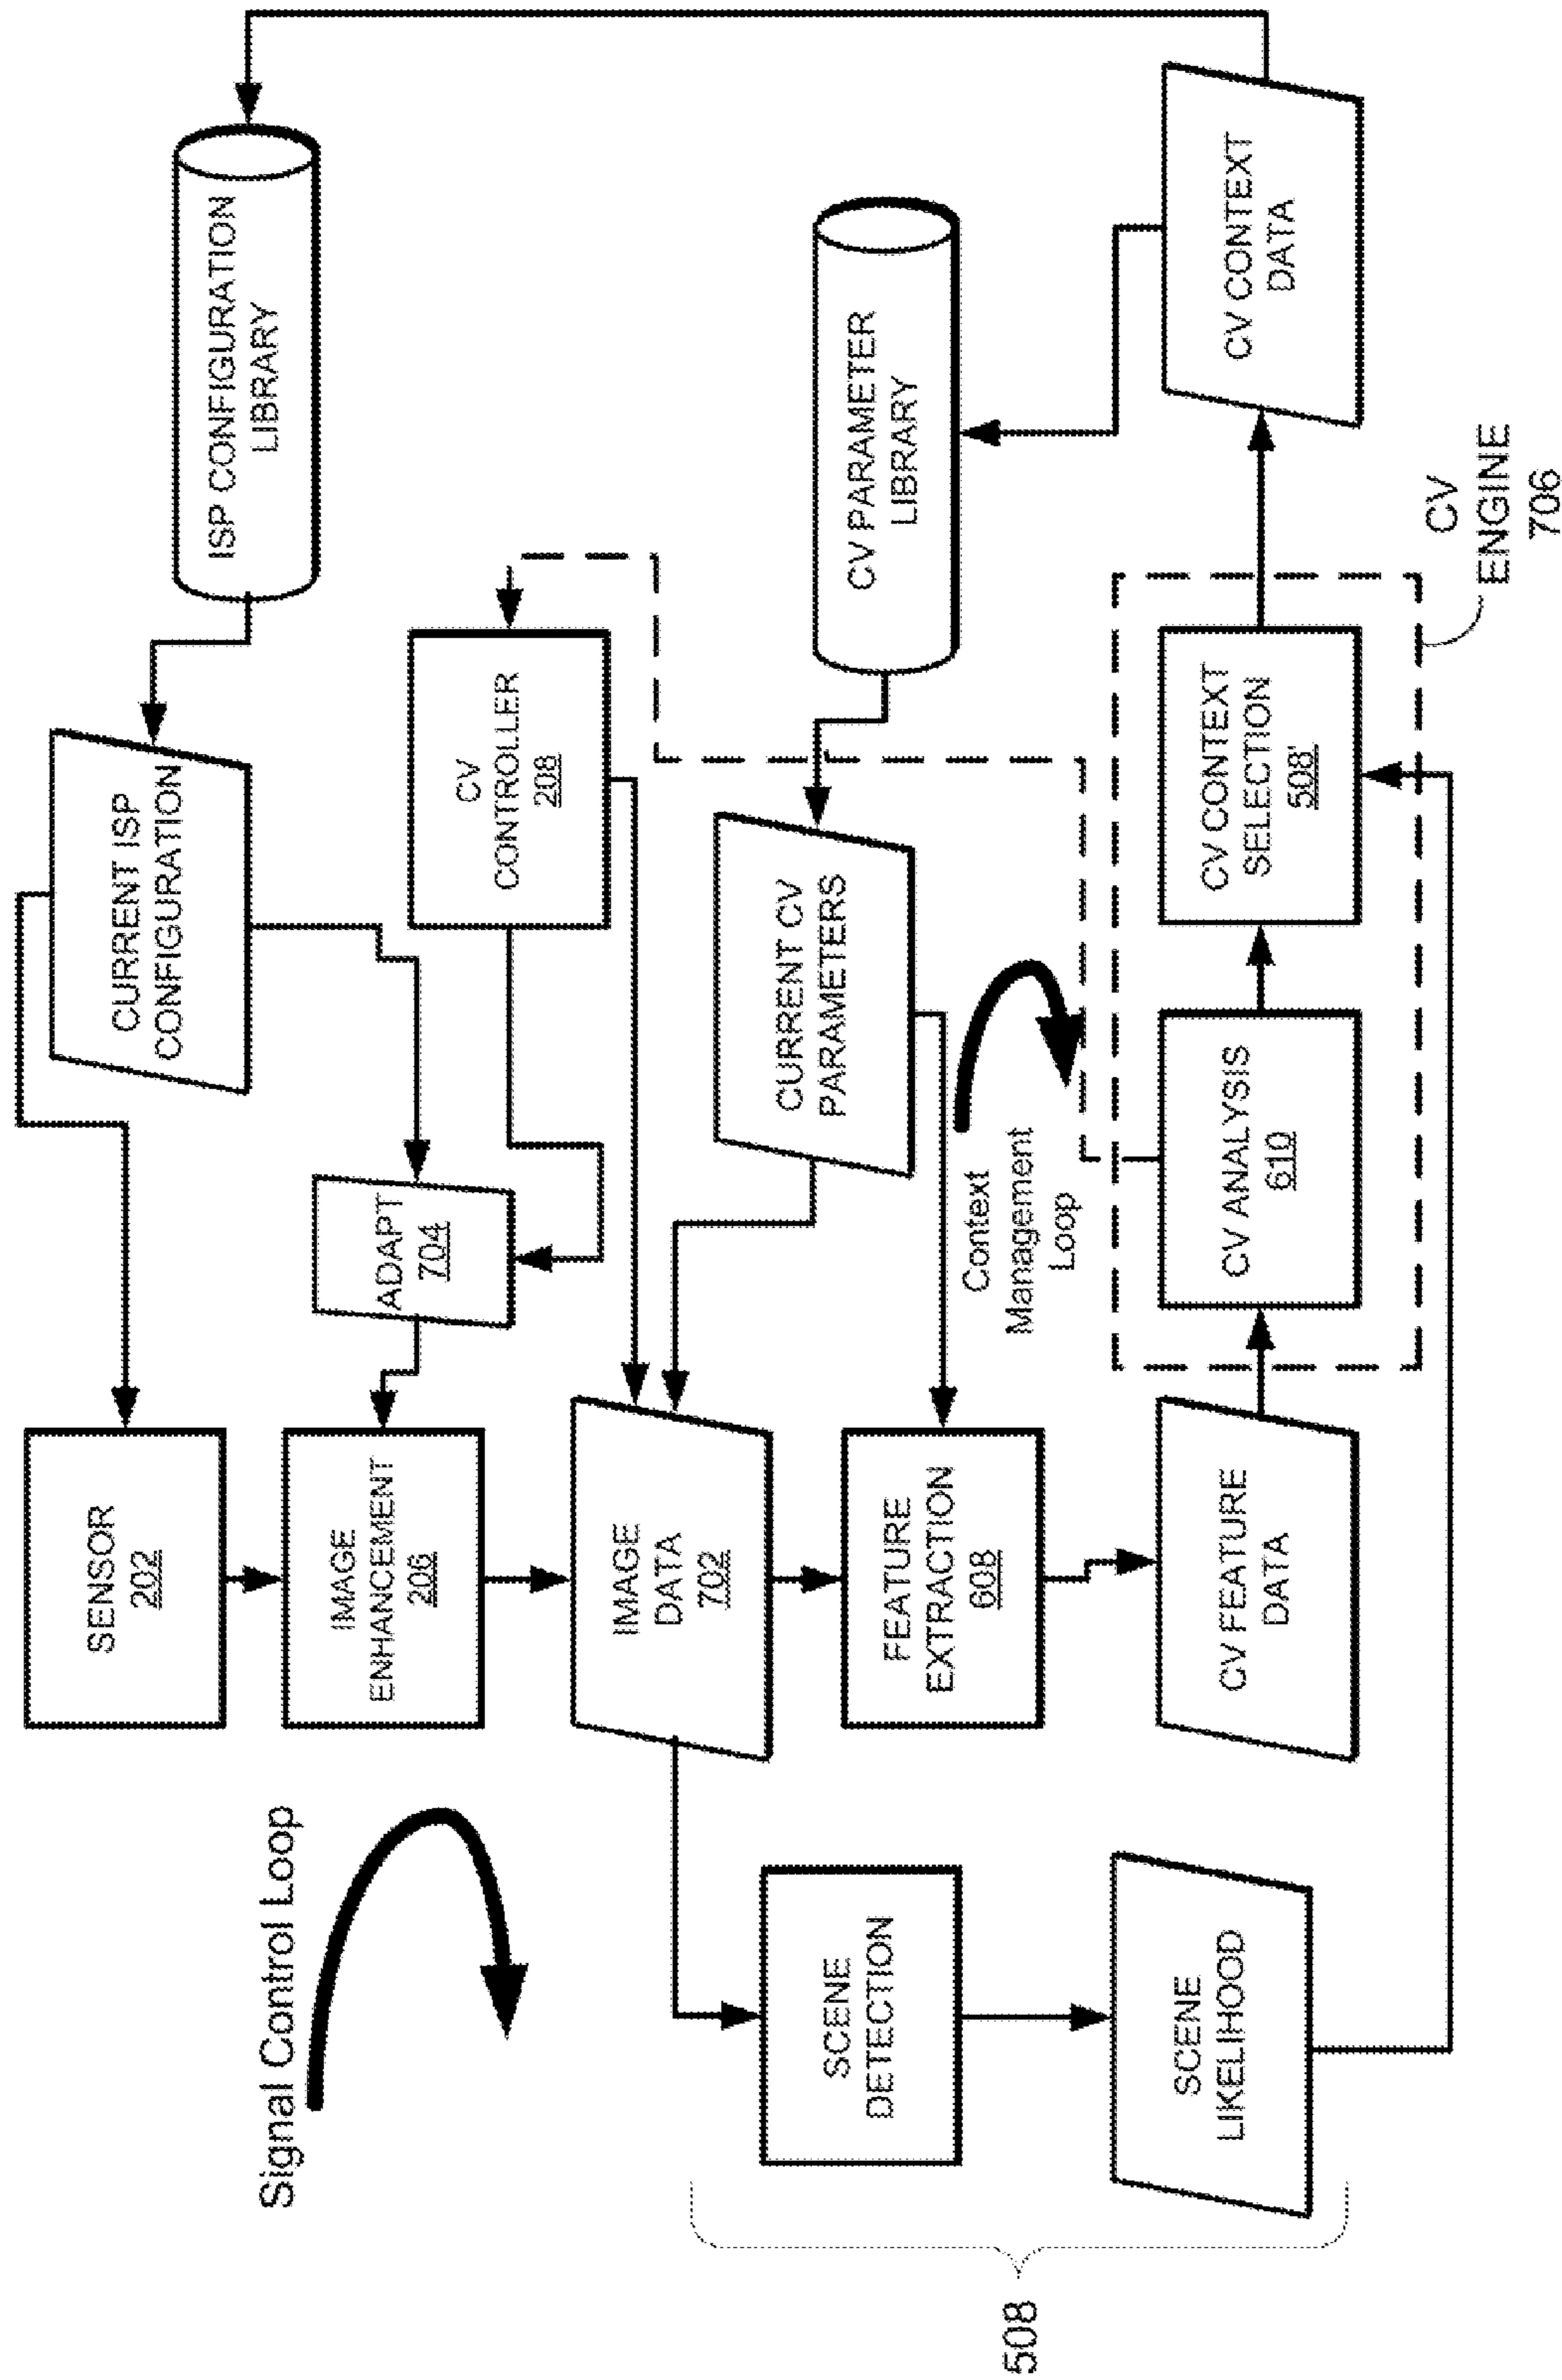 Signal Control Loop
SENSOR
202
IMAGE
ENHANCEMENT
206
IMAGE
DATA
702
FEATURE
EXTRACTION
608
CV FEATURE
DATA
SCENE
DETECTION
SCENE
LIKELIHOOD
508
ADAPT
704
CURRENT ISP
CONFIGURATION
CV
CONTROLLER
208
CURRENT CV
PARAMETERS
Context
Management
Loop
CV ANALYSIS
610
CV CONTEXT
SELECTION
508'
CV
ENGINE
706
ISP CONFIGURATION
LIBRARY
CV PARAMETER
LIBRARY
CV CONTEXT
DATA